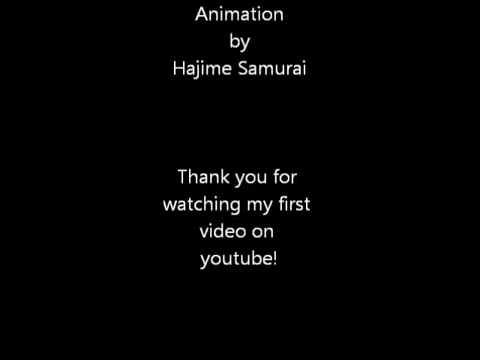 Animation
by
Hajime Samurai
Thank you for
watching my first
video on
youtube!